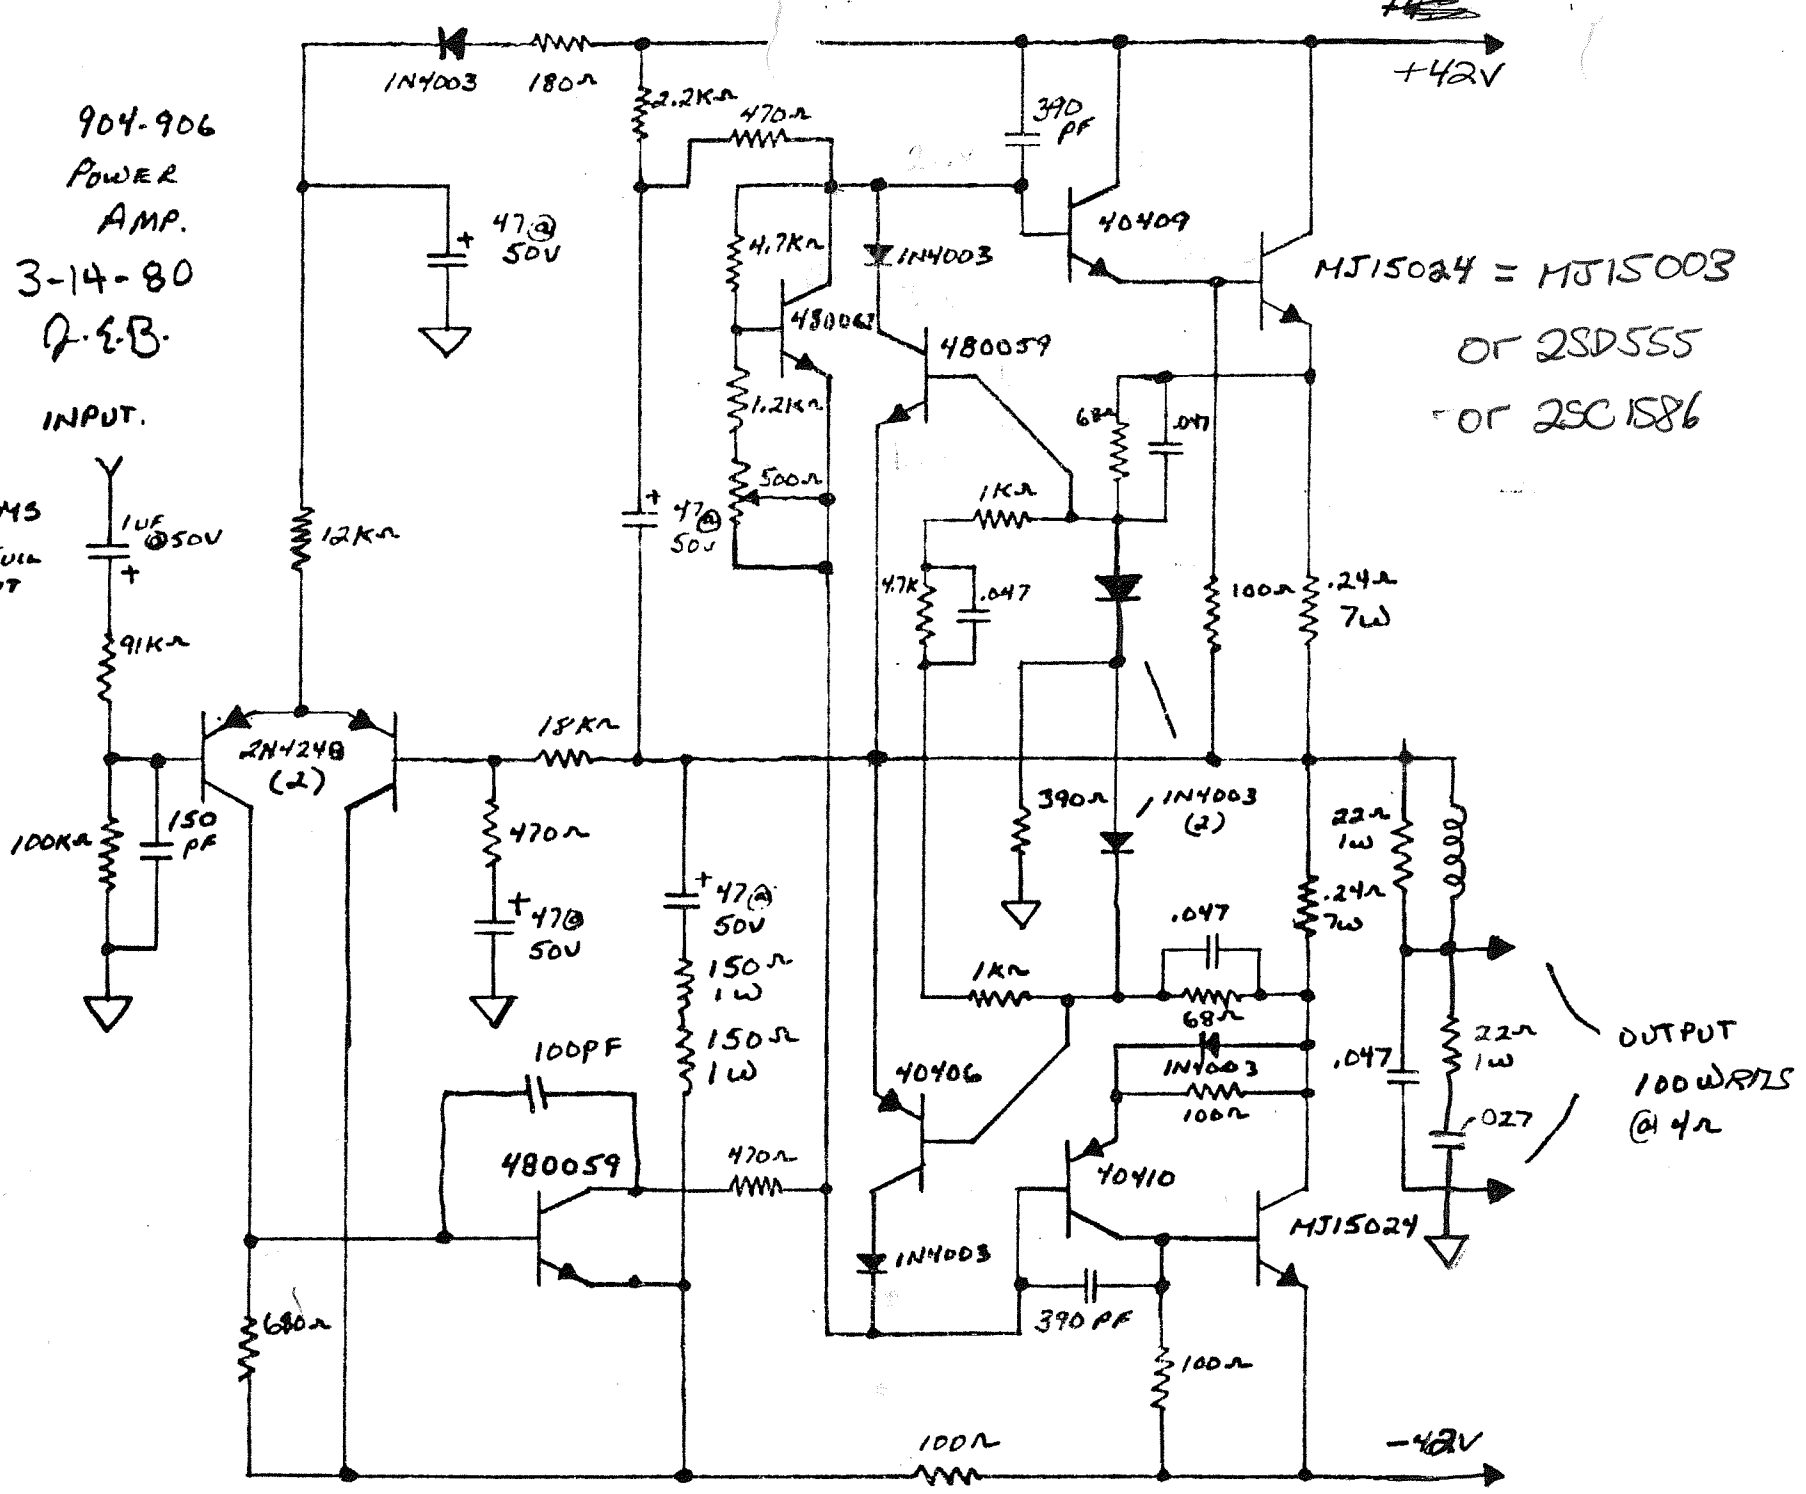 904-906
POWER
AMP.
3-14-80
J.E.B.
INPUT.
1UF
@50V
91KΩ
100KΩ
150
PF
1N4003
180Ω
2.2KΩ
470Ω
47@
50V
12KΩ
2N4248
(2)
18KΩ
470Ω
47@
50V
680Ω
100PF
480059
470Ω
47@
50V
150Ω
1W
150Ω
1W
47@
50V
4.7KΩ
1.2KΩ
500Ω
1N4003
480059
390
PF
40409
+42V
MJ15024 = MJ15003
or 2SD555
or 2SC1586
68Ω
.047
1KΩ
4.7K
.047
100Ω
.24Ω
7W
390Ω
1N4003
(2)
22Ω
1W
.24Ω
7W
.047
1KΩ
68Ω
1N4003
100Ω
40406
40410
1N4003
390PF
MJ15024
100Ω
100Ω
-42V
.047
22Ω
1W
.027
OUTPUT
100WRMS
@ 4Ω